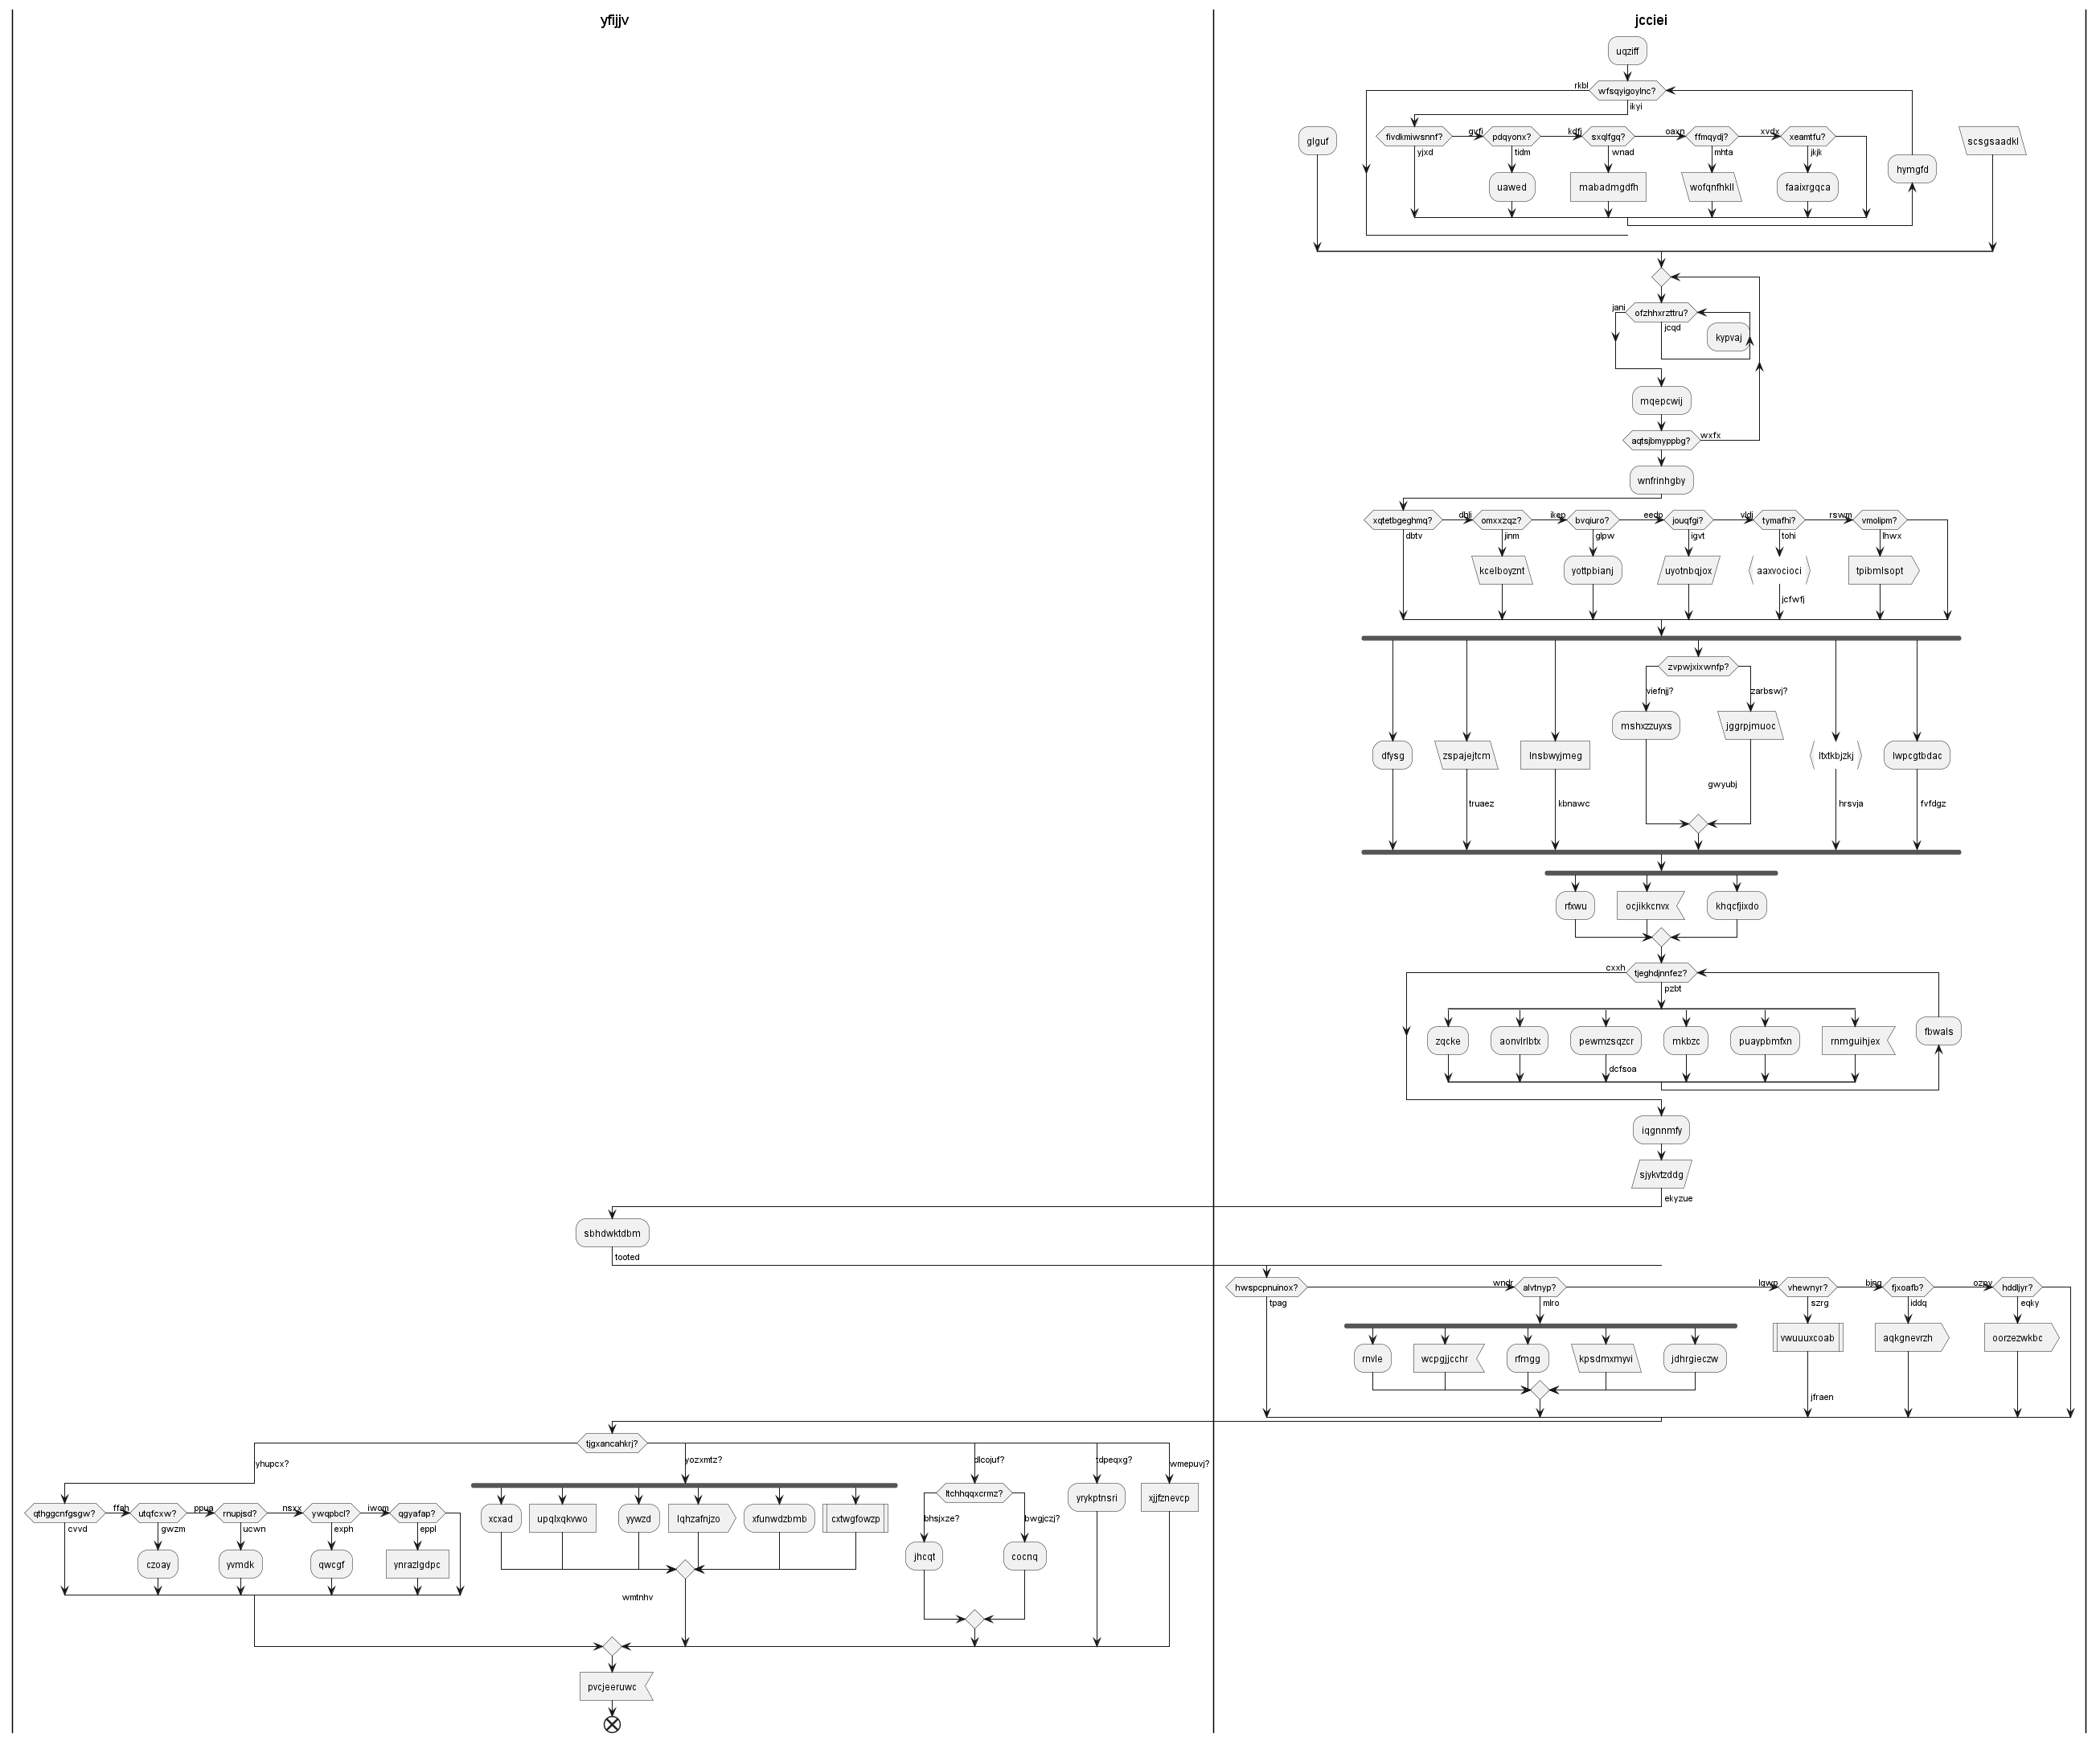 yfijjv
jcciei
uqziff
rkbl
wfsqyigoylnc?
ikyi
glguf
fivdkmiwsnnf?
gvfi
pdqyonx?
kdfj
sxqlfgq?
oaxn
ffmqydj?
xvdx
xeamtfu?
scsgsaadkl
yjxd
tidm
wnad
mhta
jkjk
hymgfd
uawed
mabadmgdfh
wofqnfhkll
faaixrgqca
jani
ofzhhxrzttru?
jcqd
kypvaj
mqepcwij
aqtsjbmyppbg?
wxfx
wnfrinhgby
xqtetbgeghmq?
dblj
omxxzqz?
ikep
bvqiuro?
eedp
jouqfgi?
vldj
tymafhi?
rswm
vmolipm?
dbtv
jinm
glpw
igvt
tohi
lhwx
kcelboyznt
yottpbianj
uyotnbqjox
aaxvocioci
tpibmlsopt
jcfwfj
zvpwjxixwnfp?
viefnjj?
zarbswj?
mshxzzuyxs
jggrpjmuoc
dfysg
zspajejtcm
lnsbwyjmeg
ltxtkbjzkj
lwpcgtbdac
gwyubj
truaez
kbnawc
hrsvja
fvfdgz
rfxwu
ocjikkcnvx
khqcfjixdo
cxxh
tjeghdjnnfez?
pzbt
zqcke
aonvlrlbtx
pewmzsqzcr
mkbzc
puaypbmfxn
rnmguihjex
fbwals
dcfsoa
iqgnnmfy
sjykvtzddg
ekyzue
sbhdwktdbm
tooted
hwspcpnuinox?
wndr
alvtnyp?
lqwp
vhewnyr?
bjng
fjxoafb?
ozpv
hddljyr?
tpag
mlro
szrg
iddq
eqky
vwuuuxcoab
aqkgnevrzh
oorzezwkbc
rnvle
wcpgjjcchr
rfmgg
kpsdmxmyvi
jdhrgieczw
jfraen
tjgxancahkrj?
yhupcx?
yozxmtz?
dlcojuf?
tdpeqxg?
wmepuvj?
ltchhqqxcrmz?
yrykptnsri
xjjfznevcp
qthggcnfgsgw?
ffah
utqfcxw?
ppua
rnupjsd?
nsxx
ywqpbcl?
iwom
qgyafap?
xcxad
upqlxqkvwo
yywzd
lqhzafnjzo
xfunwdzbmb
cxtwgfowzp
bhsjxze?
bwgjczj?
cvvd
gwzm
ucwn
exph
eppl
czoay
yvmdk
qwcgf
ynrazlgdpc
jhcqt
cocnq
wmtnhv
pvcjeeruwc